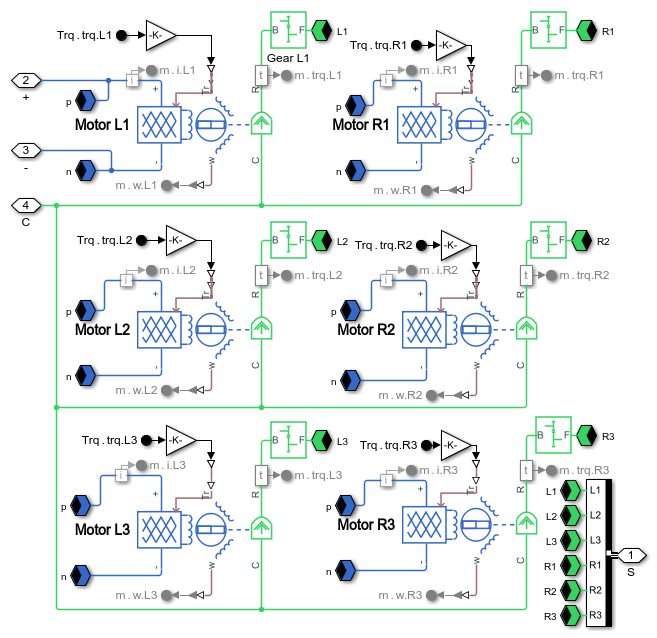 Trq.trq.L1
-K-
B
F
L1
Gear L1
Trq.trq.R1
-K-
B
F
R1
2
+
m.i.L1
i
Tr
R
t
m.trq.L1
m.i.R1
i
Tr
R
t
m.trq.R1
p
+
p
+
Motor L1
Motor R1
3
-
n
-
w
C
n
-
w
C
m.w.L1
m.w.R1
4
C
Trq.trq.L2
-K-
B
F
L2
Trq.trq.R2
-K-
B
F
R2
m.i.L2
i
Tr
R
t
m.trq.L2
m.i.R2
i
Tr
R
t
m.trq.R2
p
+
p
+
Motor L2
Motor R2
n
-
w
C
n
-
w
C
m.w.L2
m.w.R2
Trq.trq.L3
-K-
B
F
L3
Trq.trq.R3
-K-
B
F
R3
m.i.L3
i
Tr
R
t
m.trq.L3
m.i.R3
i
Tr
R
t
m.trq.R3
p
+
p
+
Motor L3
Motor R3
n
-
w
C
n
-
w
C
m.w.L3
m.w.R3
L1
L1
L2
L2
L3
L3
R1
R1
R2
R2
R3
R3
1
S